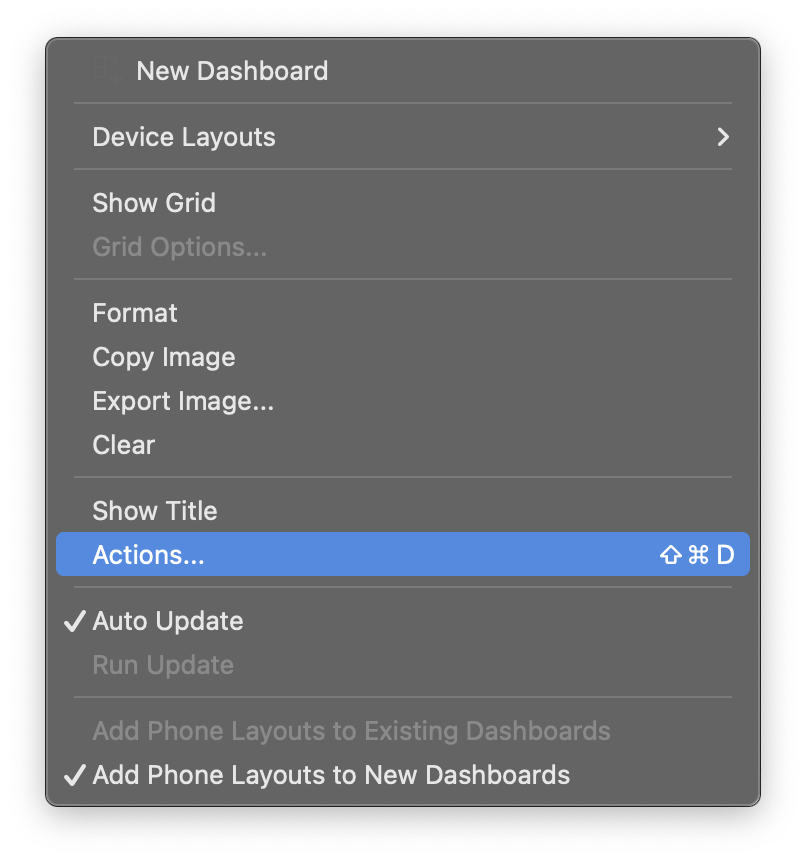 New Dashboard
Device Layouts
Show Grid
Grid Options...
Format
Copy Image
Export Image...
Clear
Show Title
Actions... ⇧ ⌘ D
✓ Auto Update
Run Update
Add Phone Layouts to Existing Dashboards
✓ Add Phone Layouts to New Dashboards